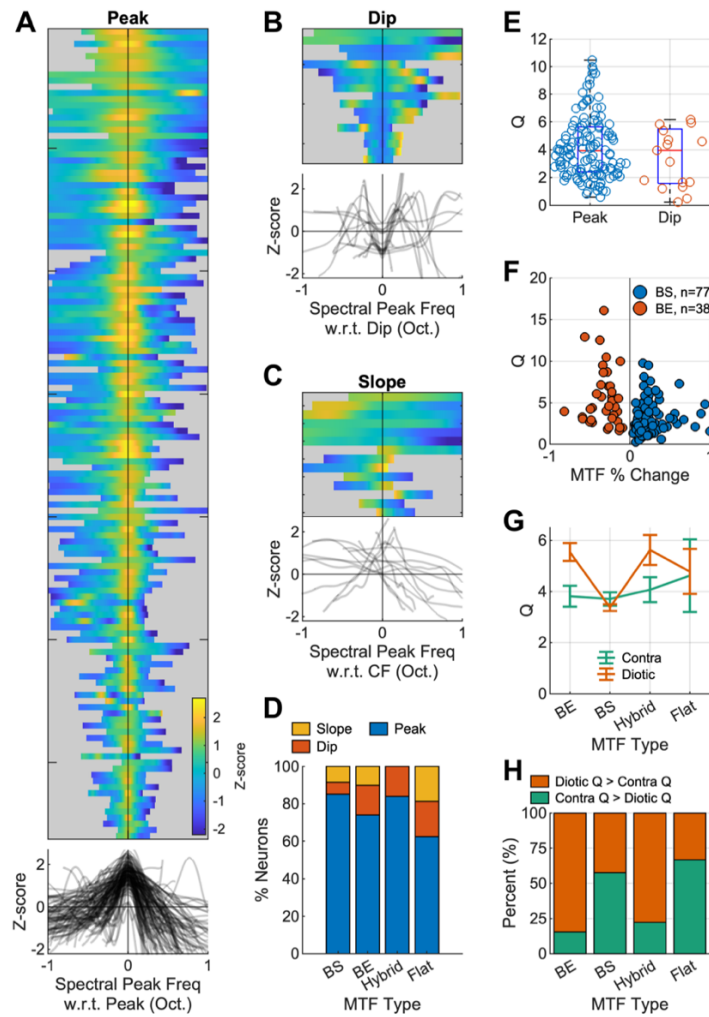 A
Peak
2
1
0
-1
-2
Z-score
2
0
-2
Z-score
-1
0
1
Spectral Peak Freq
w.r.t. Peak (Oct.)
B
Dip
2
0
-2
Z-score
-1
0
1
Spectral Peak Freq
w.r.t. Dip (Oct.)
C
Slope
2
0
-2
Z-score
-1
0
1
Spectral Peak Freq
w.r.t. CF (Oct.)
D
Slope
Peak
Dip
100
80
60
40
20
0
% Neurons
BS
BE
Hybrid
Flat
MTF Type
E
12
10
8
6
4
2
0
Q
Peak
Dip
F
20
15
10
5
0
Q
BS, n=77
BE, n=38
-1
0
1
MTF % Change
G
6
4
2
0
Q
Contra
Diotic
BE
BS
Hybrid
Flat
MTF Type
H
Diotic Q > Contra Q
Contra Q > Diotic Q
100
75
50
25
0
Percent (%)
BE
BS
Hybrid
Flat
MTF Type